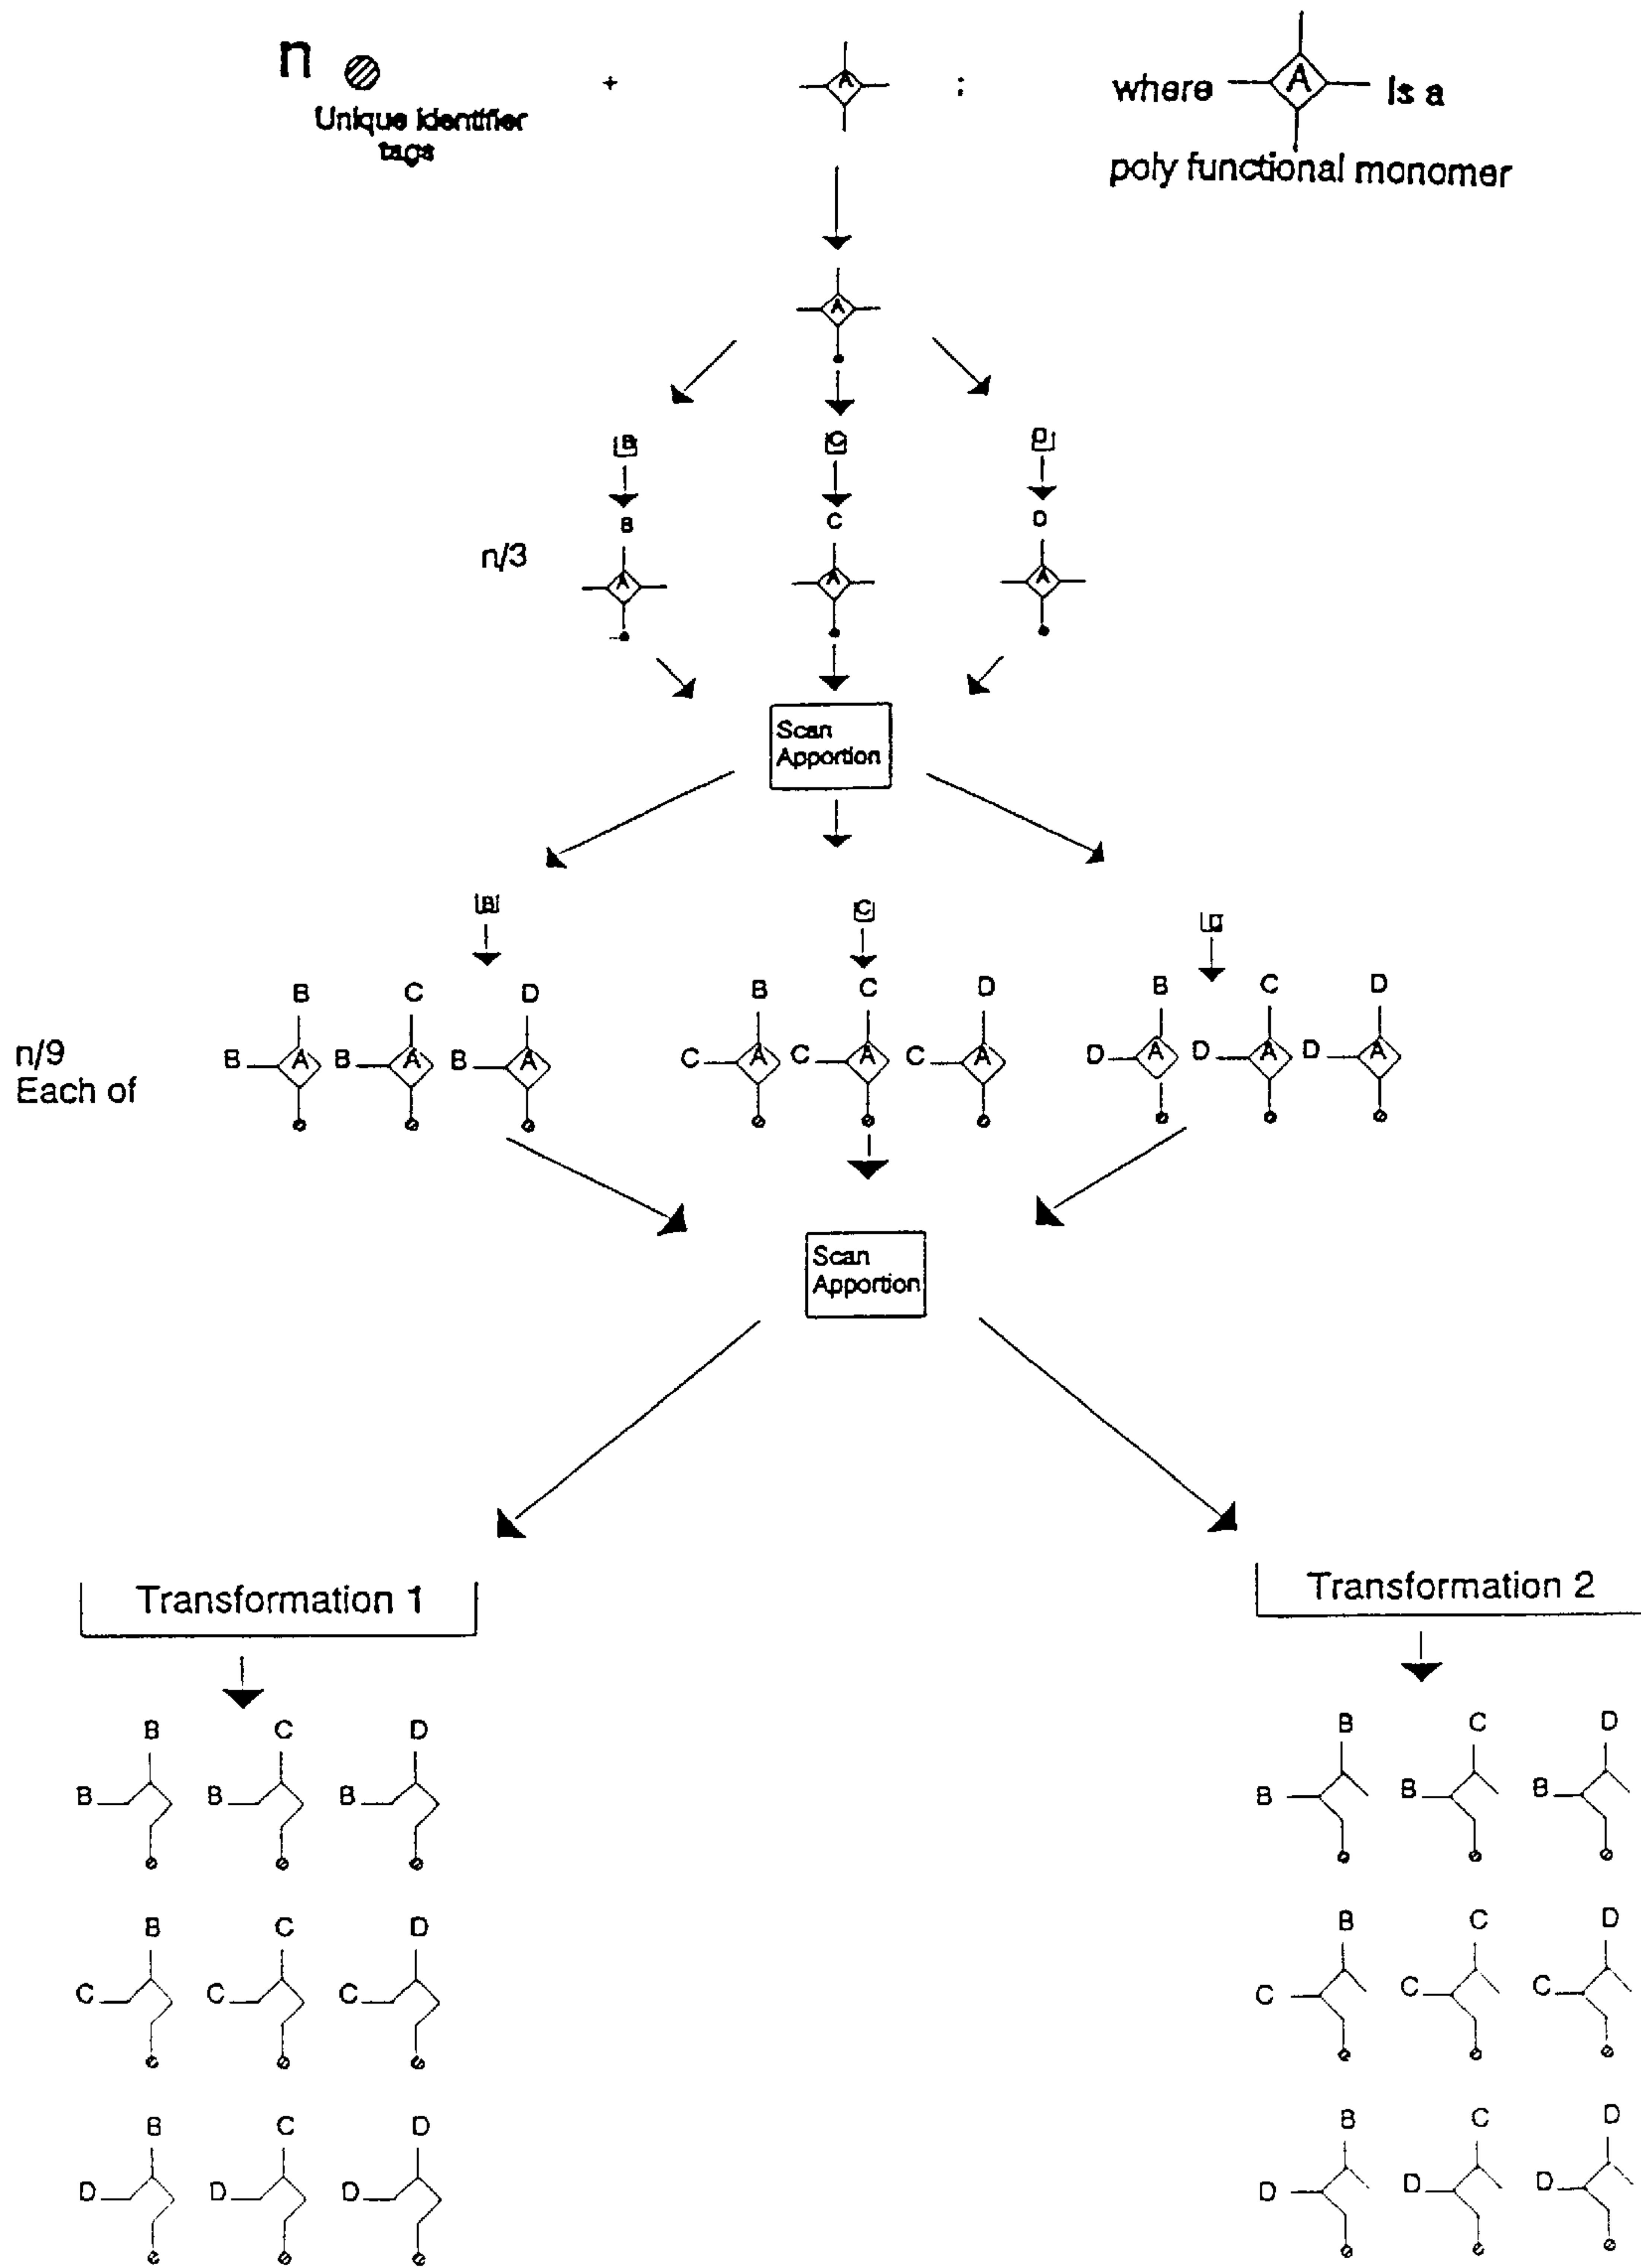 n + A ; where A Is a
Unique identifier
tags
poly functional monomer
A
B C D
B C D
n/3 A A A
Scan
Apportion
B C D
B C D B C D B C D
n/9
Each of
B A B A B A C A C A C A D A D A D A
Scan
Apportion
Transformation 1 Transformation 2
B C D B C D
B B B B B B
B C D B C D
C C C C C C
B C D B C D
D D D D D D